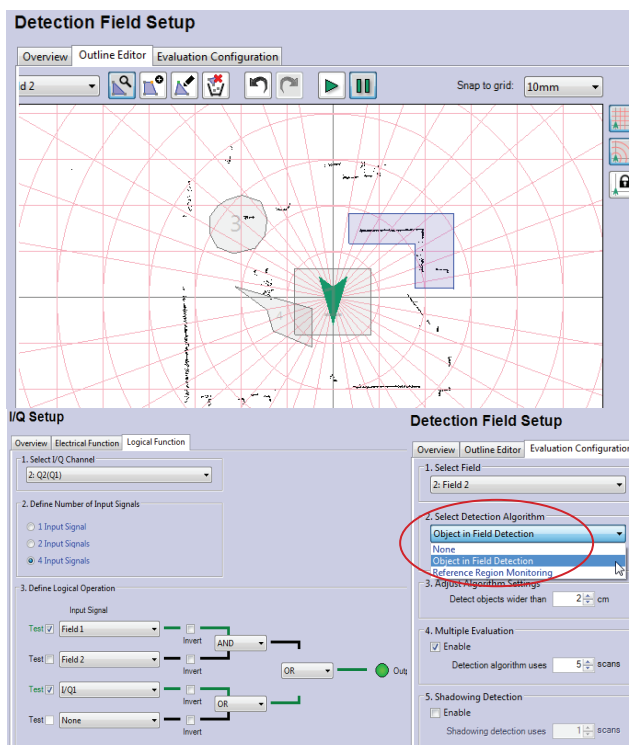 Detection Field Setup
Overview Outline Editor Evaluation Configuration
d 2 Snap to grid: 10mm
3
4
I/Q Setup
Overview Electrical Function Logical Function
1. Select I/Q Channel
2: Q2(Q1)
2. Define Number of Input Signals
1 Input Signal
2 Input Signals
4 Input Signals
3. Define Logical Operation
Input Signal
Test Field 1 Invert AND
Test Field 2 Invert
OR Outp
Test I/Q1 Invert OR
Test None Invert
Detection Field Setup
Overview Outline Editor Evaluation Configuration
1. Select Field
2: Field 2
2. Select Detection Algorithm
Object in Field Detection
None
Object in Field Detection
Reference Region Monitoring
3. Adjust Algorithm Settings
Detect objects wider than 2 cm
4. Multiple Evaluation
Enable
Detection algorithm uses 5 scans
5. Shadowing Detection
Enable
Shadowing detection uses 1 scans